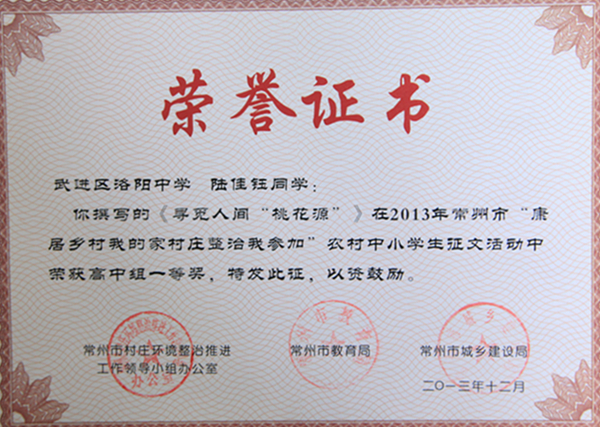 荣誉证书
武进区洛阳中学 陆佳钰同学：
你撰写的《寻觅人间“桃花源”》在2013年常州市“康
居乡村我的家村庄整治我参加”农村中小学生征文活动中
荣获高中组一等奖，特发此证，以资鼓励。
常州市村庄环境整治推进 常州市教育局 常州市城乡建设局
工作领导小组办公室
办公室
二〇一三年十二月